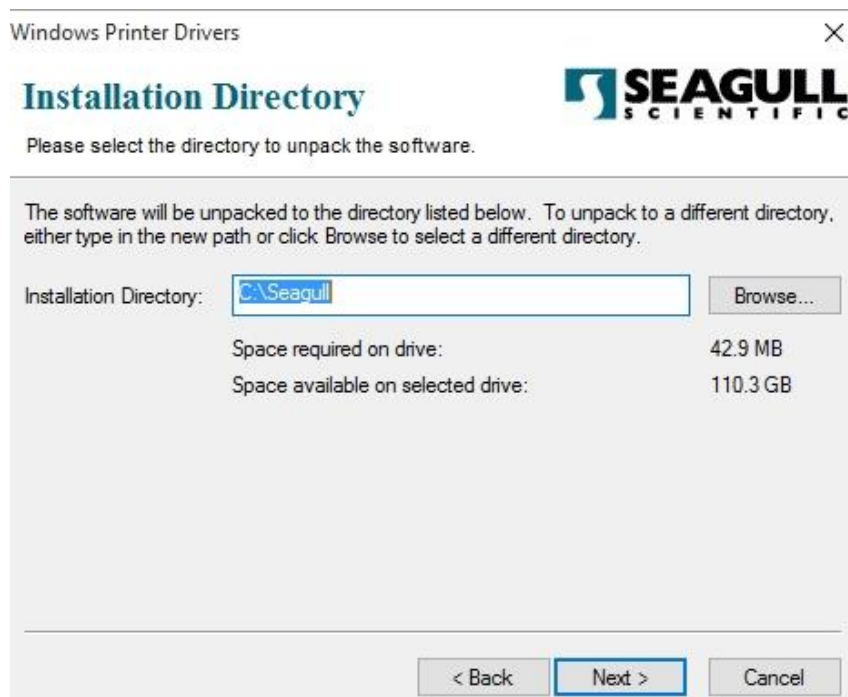 Windows Printer Drivers
Installation Directory
SEAGULL
SCIENTIFIC
Please select the directory to unpack the software.
The software will be unpacked to the directory listed below. To unpack to a different directory,
either type in the new path or click Browse to select a different directory.
Installation Directory: C:\Seagull Browse...
Space required on drive: 42.9 MB
Space available on selected drive: 110.3 GB
< Back Next > Cancel